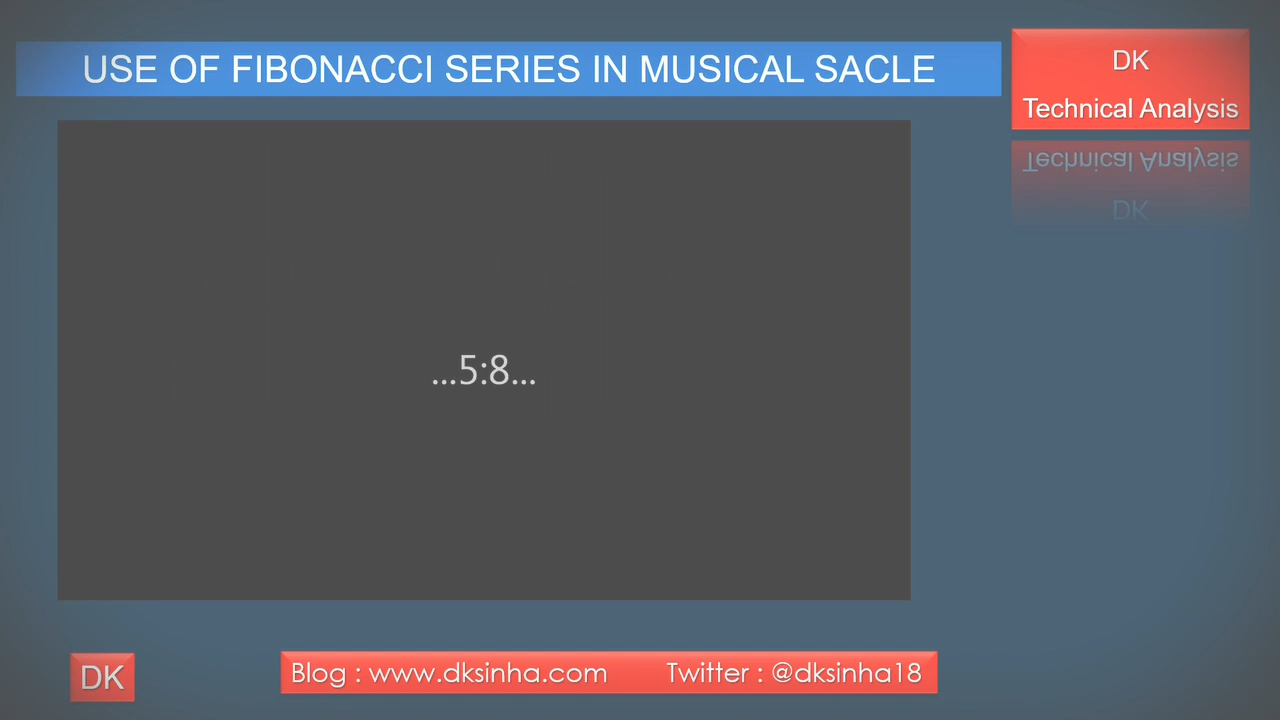 USE OF FIBONACCI SERIES IN MUSICAL SACLE
DK
Technical Analysis
Technical Analysis
DK
...5:8...
DK
Blog : www.dksinha.com Twitter : @dksinha18